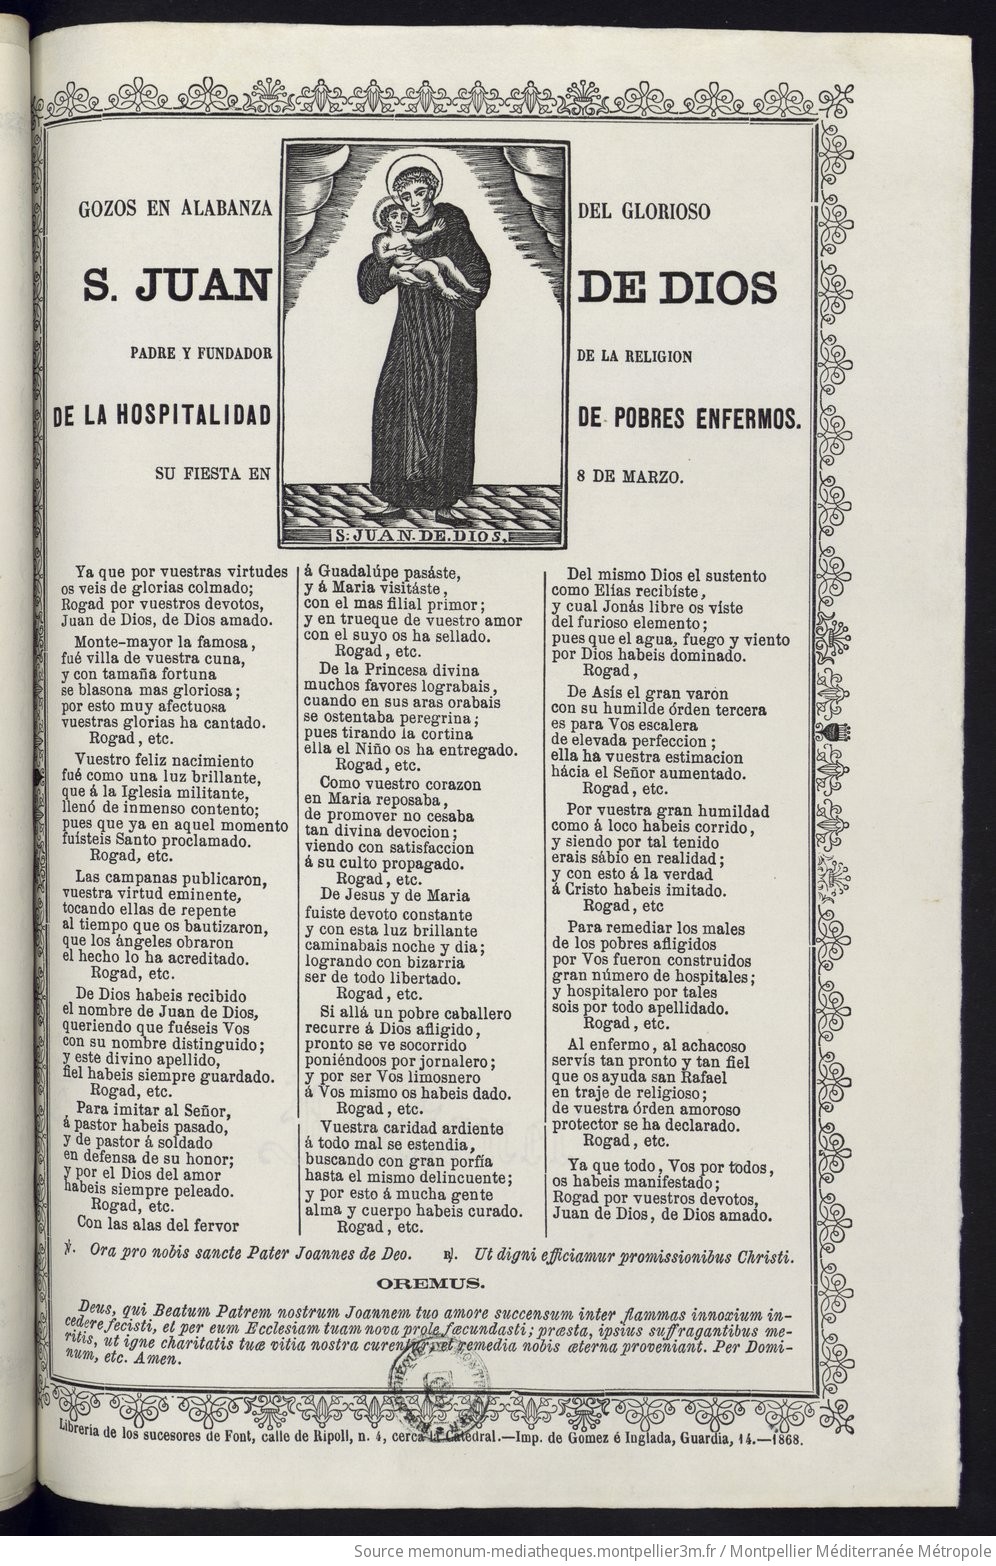 GOZOS EN ALABANZA DEL GLORIOSO
S. JUAN DE DIOS
PADRE Y FUNDADOR DE LA RELIGION
DE LA HOSPITALIDAD DE POBRES ENFERMOS.
SU FIESTA EN 8 DE MARZO.
S: JUAN. DE. DIOS.
Ya que por vuestras virtudes
os veis de glorias colmado;
Rogad por vuestros devotos,
Juan de Dios, de Dios amado.
Monte-mayor la famosa,
fué villa de vuestra cuna,
y con tamaña fortuna
se blasona mas gloriosa;
por esto muy afectuosa
vuestras glorias ha cantado.
Rogad, etc.
Vuestro feliz nacimiento
fué como una luz brillante,
que á la Iglesia militante,
llenó de inmenso contento;
pues que ya en aquel momento
fuísteis Santo proclamado.
Rogad, etc.
Las campanas publicaron,
vuestra virtud eminente,
tocando ellas de repente
al tiempo que os bautizaron,
que los ángeles obraron
el hecho lo ha acreditado.
Rogad, etc.
De Dios habeis recibido
el nombre de Juan de Dios,
queriendo que fuéseis Vos
con su nombre distinguido;
y este divino apellido,
fiel habeis siempre guardado.
Rogad, etc.
Para imitar al Señor,
á pastor habeis pasado,
y de pastor á soldado
en defensa de su honor;
y por el Dios del amor
habeis siempre peleado.
Rogad, etc.
Con las alas del fervor
á Guadalúpe pasáste,
y á Maria visitáste,
con el mas filial primor;
y en trueque de vuestro amor
con el suyo os ha sellado.
Rogad, etc.
De la Princesa divina
muchos favores lograbais,
cuando en sus aras orabais
se ostentaba peregrina;
pues tirando la cortina
ella el Niño os ha entregado.
Rogad, etc.
Como vuestro corazon
en Maria reposaba,
de promover no cesaba
tan divina devocion;
viendo con satisfaccion
á su culto propagado.
Rogad, etc.
De Jesus y de Maria
fuiste devoto constante
y con esta luz brillante
caminabais noche y dia;
logrando con bizarria
ser de todo libertado.
Rogad, etc.
Si allá un pobre caballero
recurre á Dios afligido,
pronto se ve socorrido
poniéndoos por jornalero;
y por ser Vos limosnero
á Vos mismo os habeis dado.
Rogad, etc.
Vuestra caridad ardiente
á todo mal se estendia,
buscando con gran porfía
hasta el mismo delincuente;
y por esto á mucha gente
alma y cuerpo habeis curado.
Rogad, etc.
Del mismo Dios el sustento
como Elías recibíste,
y cual Jonás libre os víste
del furioso elemento;
pues que el agua, fuego y viento
por Dios habeis dominado.
Rogad,
De Asís el gran varón
con su humilde órden tercera
es para Vos escalera
de elevada perfeccion;
ella ha vuestra estimacion
hácia el Señor aumentado.
Rogad, etc.
Por vuestra gran humildad
como á loco habeis corrido,
y siendo por tal tenido
erais sábio en realidad;
y con esto á la verdad
á Cristo habeis imitado.
Rogad, etc
Para remediar los males
de los pobres afligidos
por Vos fueron construidos
gran número de hospitales;
y hospitalero por tales
sois por todo apellidado.
Rogad, etc.
Al enfermo, al achacoso
servís tan pronto y tan fiel
que os ayuda san Rafael
en traje de religioso;
de vuestra órden amoroso
protector se ha declarado.
Rogad, etc.
Ya que todo, Vos por todos,
os habeis manifestado;
Rogad por vuestros devotos,
Juan de Dios, de Dios amado.
℣. Ora pro nobis sancte Pater Joannes de Deo. ℟. Ut digni efficiamur promissionibus Christi.
OREMUS.
Deus, qui Beatum Patrem nostrum Joannem tuo amore succensum inter flammas innoxium in-
cedere fecisti, et per eum Ecclesiam tuam nova prole fœcundasti; præsta, ipsius suffragantibus me-
ritis, ut igne charitatis tuæ vitia nostra curentur, et remedia nobis æterna proveniant. Per Domi-
num, etc. Amen.
Libreria de los sucesores de Font, calle de Ripoll, n. 4, cerca la Catedral.—Imp. de Gomez é Inglada, Guardia, 14.—1868.
Source memonum-mediatheques.montpellier3m.fr / Montpellier Méditerranée Métropole